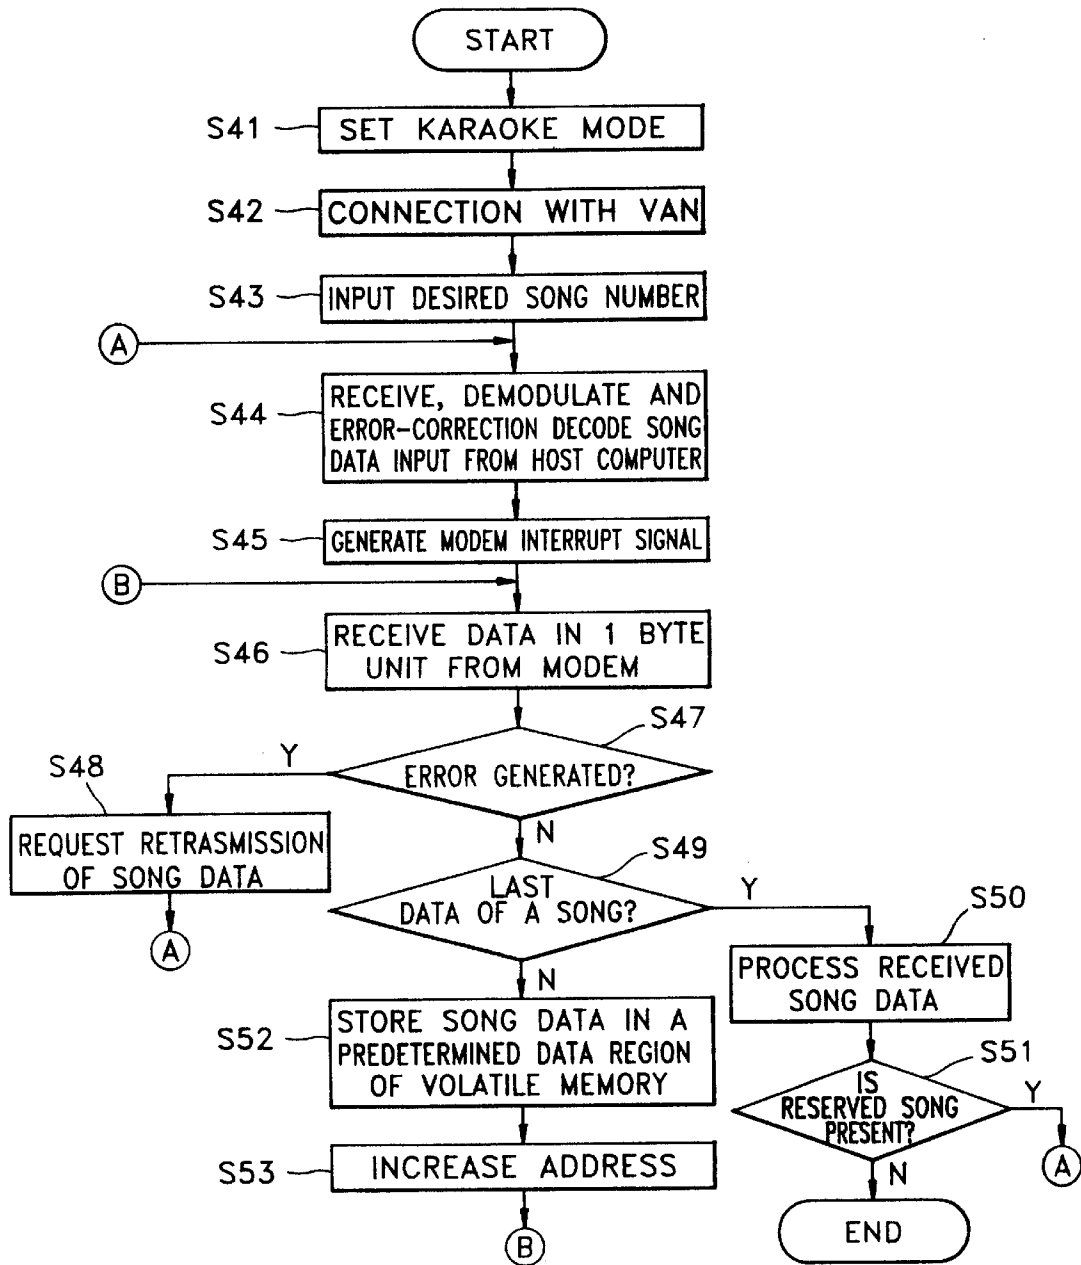 START
S41
SET KARAOKE MODE
S42
CONNECTION WITH VAN
S43
INPUT DESIRED SONG NUMBER
A
S44
RECEIVE, DEMODULATE AND
ERROR-CORRECTION DECODE SONG
DATA INPUT FROM HOST COMPUTER
S45
GENERATE MODEM INTERRUPT SIGNAL
B
S46
RECEIVE DATA IN 1 BYTE
UNIT FROM MODEM
S47
ERROR GENERATED?
Y
N
S48
REQUEST RETRASMISSION
OF SONG DATA
A
S49
LAST
DATA OF A SONG?
Y
N
S50
PROCESS RECEIVED
SONG DATA
S51
IS
RESERVED SONG
PRESENT?
Y
A
N
END
S52
STORE SONG DATA IN A
PREDETERMINED DATA REGION
OF VOLATILE MEMORY
S53
INCREASE ADDRESS
B